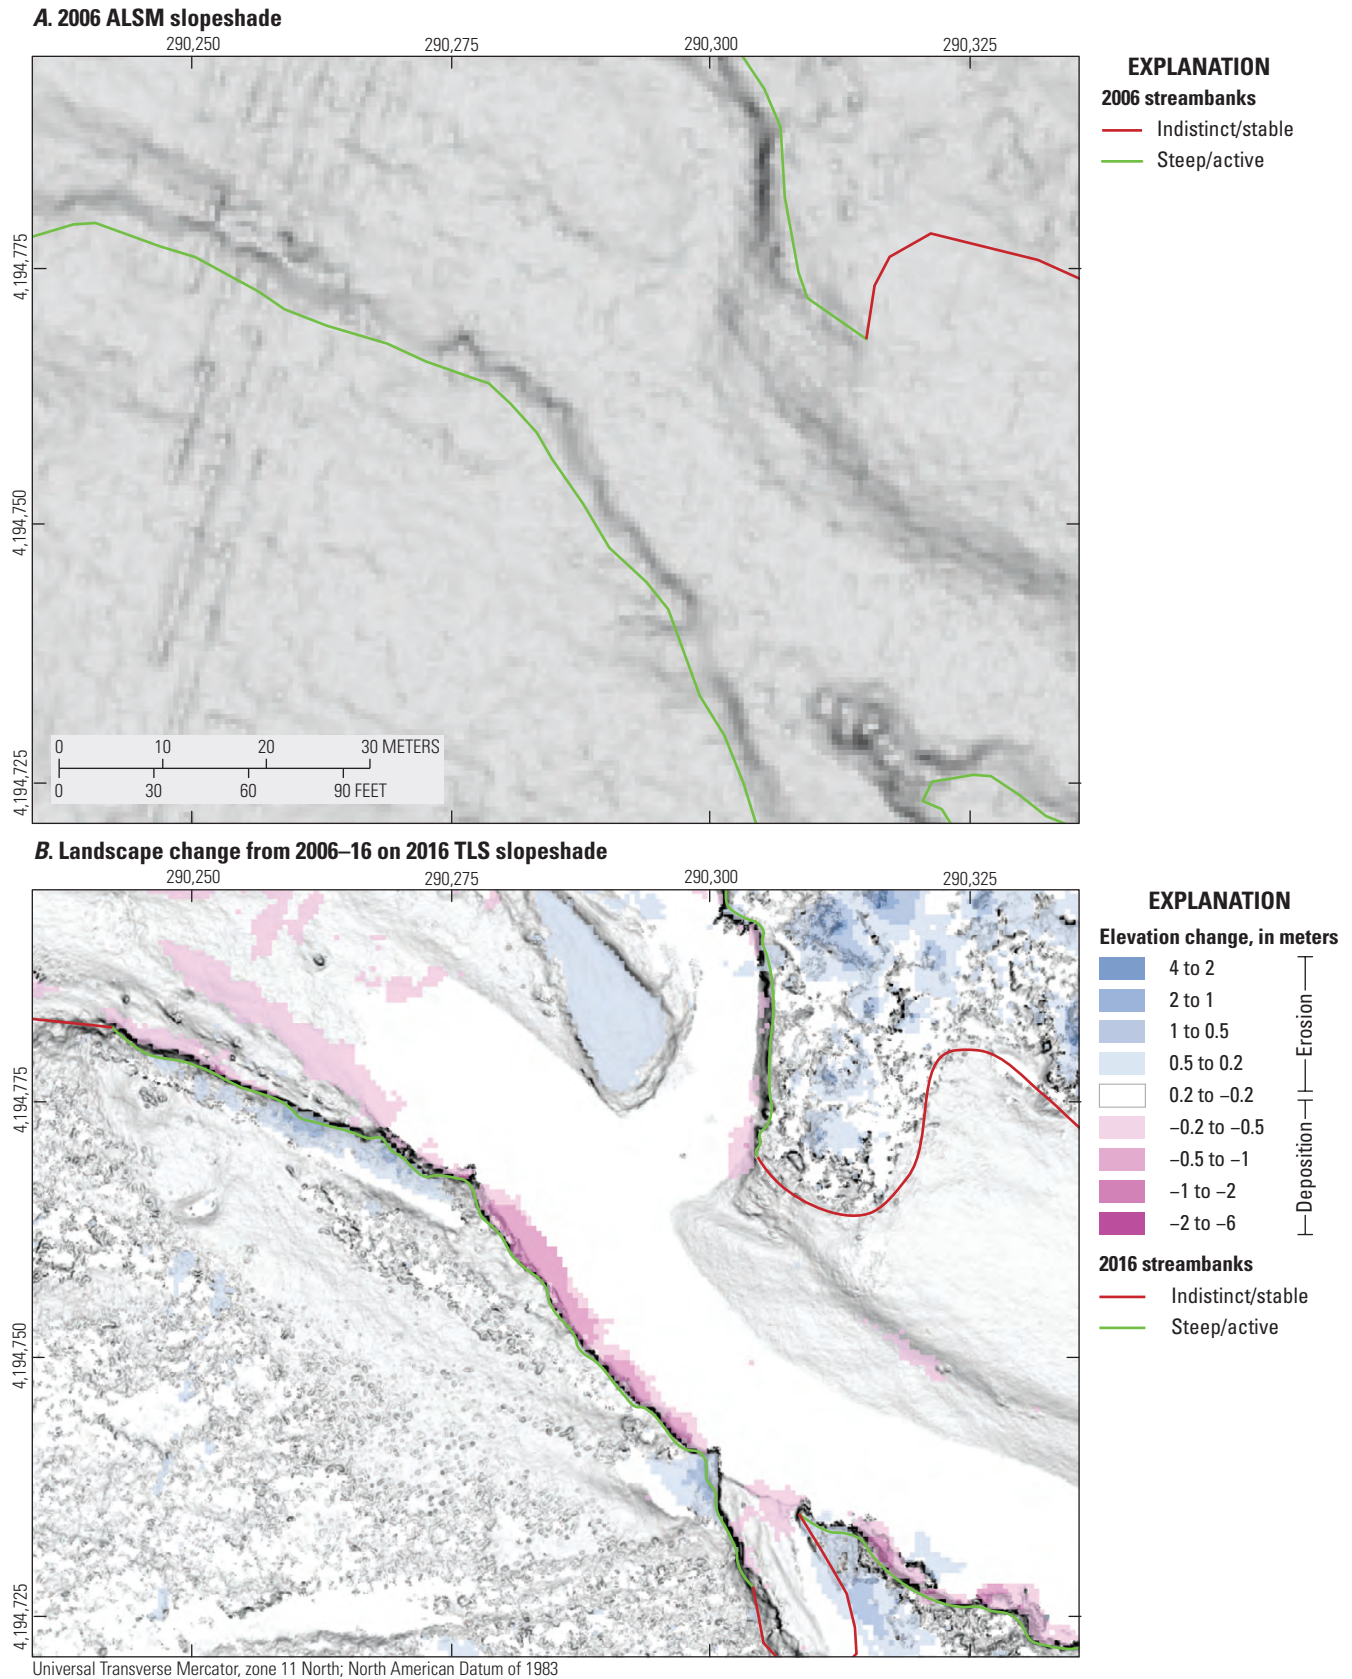 A. 2006 ALSM slopeshade
290,250 290,275 290,300 290,325
4,194,775
4,194,750
4,194,725
0 10 20 30 METERS
0 30 60 90 FEET
EXPLANATION
2006 streambanks
Indistinct/stable
Steep/active
B. Landscape change from 2006–16 on 2016 TLS slopeshade
290,250 290,275 290,300 290,325
4,194,775
4,194,750
4,194,725
EXPLANATION
Elevation change, in meters
4 to 2
2 to 1
1 to 0.5
0.5 to 0.2
0.2 to −0.2
−0.2 to −0.5
−0.5 to −1
−1 to −2
−2 to −6
Erosion
Deposition
2016 streambanks
Indistinct/stable
Steep/active
Universal Transverse Mercator, zone 11 North; North American Datum of 1983